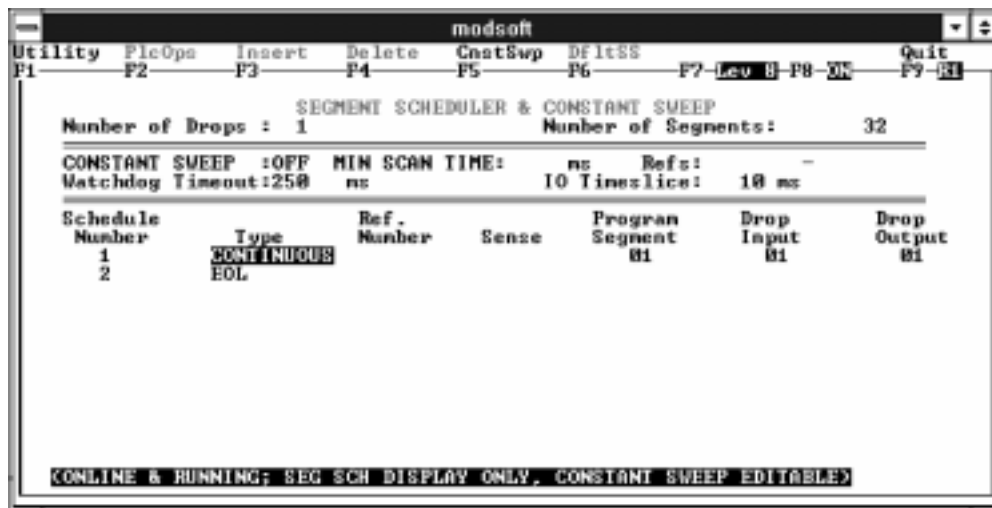 modsoft
Utility PlcOps Insert Delete CnstSwp DfltSS Quit
F1 F2 F3 F4 F5 F6 F7-Lev 8-F8-ON F9-R1
SEGMENT SCHEDULER & CONSTANT SWEEP
Number of Drops : 1 Number of Segments: 32
CONSTANT SWEEP :OFF MIN SCAN TIME: ms Refs: -
Watchdog Timeout:250 ms IO Timeslice: 10 ms
Schedule Ref. Program Drop Drop
Number Type Number Sense Segment Input Output
1 CONTINUOUS 01 01 01
2 EOL
(ONLINE & RUNNING; SEG SCH DISPLAY ONLY, CONSTANT SWEEP EDITABLE)